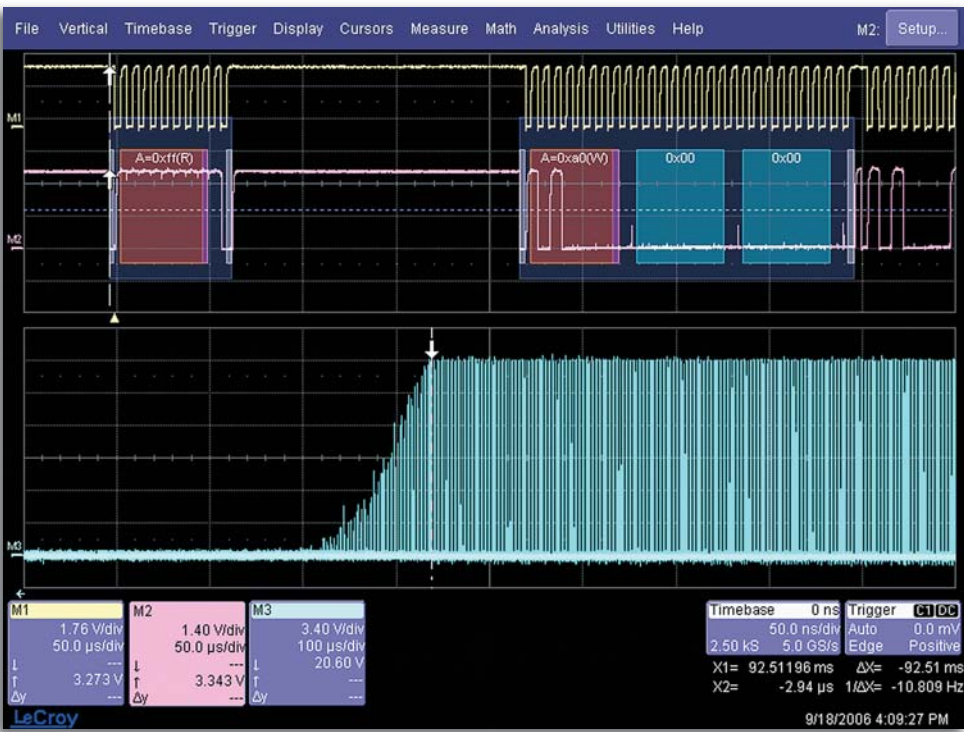 File Vertical Timebase Trigger Display Cursors Measure Math Analysis Utilities Help M2: Setup...
M1
A=0xff(R) A=0xa0(W) 0x00 0x00
M2
M3
M1
1.76 V/div
50.0 µs/div
↓ ---
↑ 3.273 V
Δy ---
M2
1.40 V/div
50.0 µs/div
↓ ---
↑ 3.343 V
Δy ---
M3
3.40 V/div
100 µs/div
↓ 20.60 V
↑ ---
Δy ---
Timebase 0 ns
50.0 ns/div
2.50 kS 5.0 GS/s
Trigger C1 DC
Auto 0.0 mV
Edge Positive
X1= 92.51196 ms ΔX= -92.51 ms
X2= -2.94 µs 1/ΔX= -10.809 Hz
LeCroy
9/18/2006 4:09:27 PM